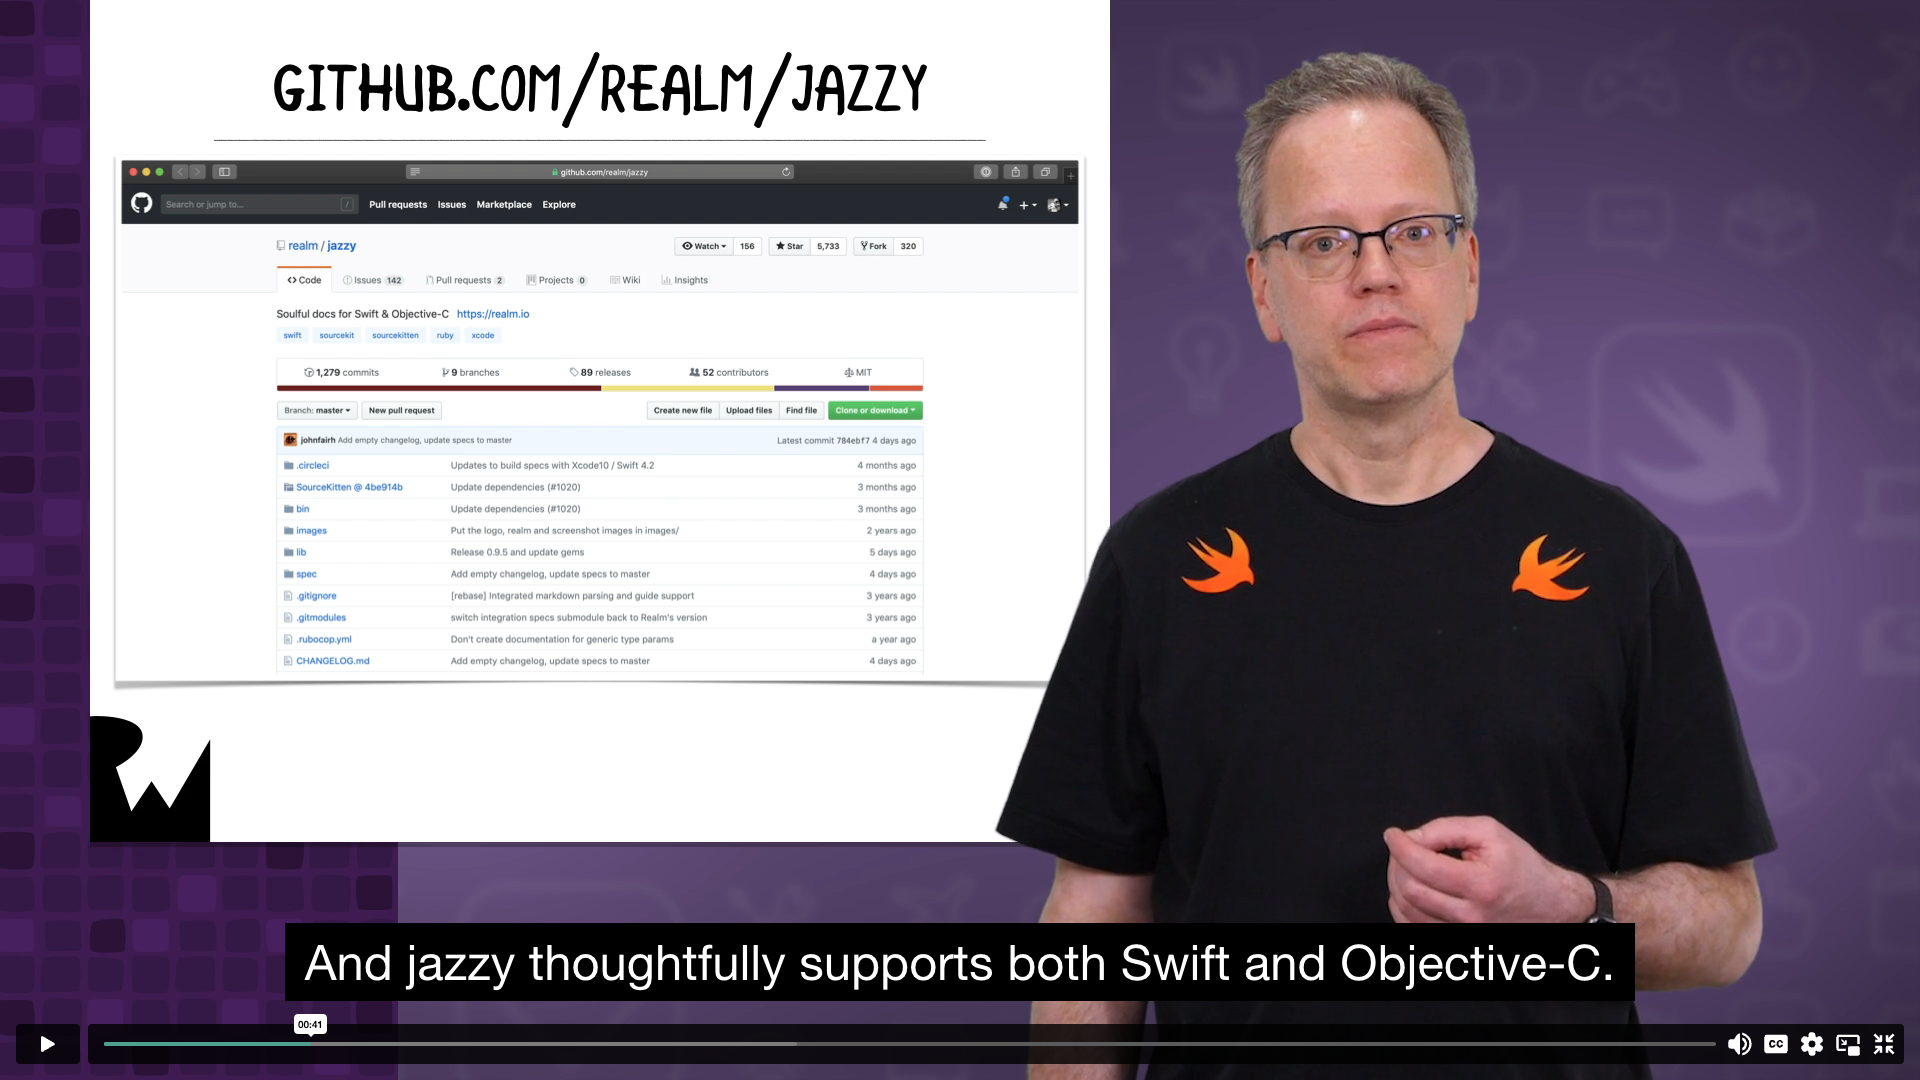 GITHUB.COM/REALM/JAZZY
github.com/realm/jazzy
Search or jump to... / Pull requests Issues Marketplace Explore
realm / jazzy Watch 156 Star 5,733 Fork 320
Code Issues 142 Pull requests 2 Projects 0 Wiki Insights
Soulful docs for Swift & Objective-C https://realm.io
swift sourcekit sourcekitten ruby xcode
1,279 commits 9 branches 89 releases 52 contributors MIT
Branch: master New pull request Create new file Upload files Find file Clone or download
johnfairh Add empty changelog, update specs to master Latest commit 784ebf7 4 days ago
.circleci Updates to build specs with Xcode10 / Swift 4.2 4 months ago
SourceKitten @ 4be914b Update dependencies (#1020) 3 months ago
bin Update dependencies (#1020) 3 months ago
images Put the logo, realm and screenshot images in images/ 2 years ago
lib Release 0.9.5 and update gems 5 days ago
spec Add empty changelog, update specs to master 4 days ago
.gitignore [rebase] Integrated markdown parsing and guide support 3 years ago
.gitmodules switch integration specs submodule back to Realm's version 3 years ago
.rubocop.yml Don't create documentation for generic type params a year ago
CHANGELOG.md Add empty changelog, update specs to master 4 days ago
RW
And jazzy thoughtfully supports both Swift and Objective-C.
00:41
CC